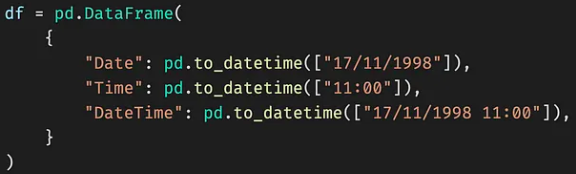 df = pd.DataFrame(
    {
        "Date": pd.to_datetime(["17/11/1998"]),
        "Time": pd.to_datetime(["11:00"]),
        "DateTime": pd.to_datetime(["17/11/1998 11:00"]),
    }
)